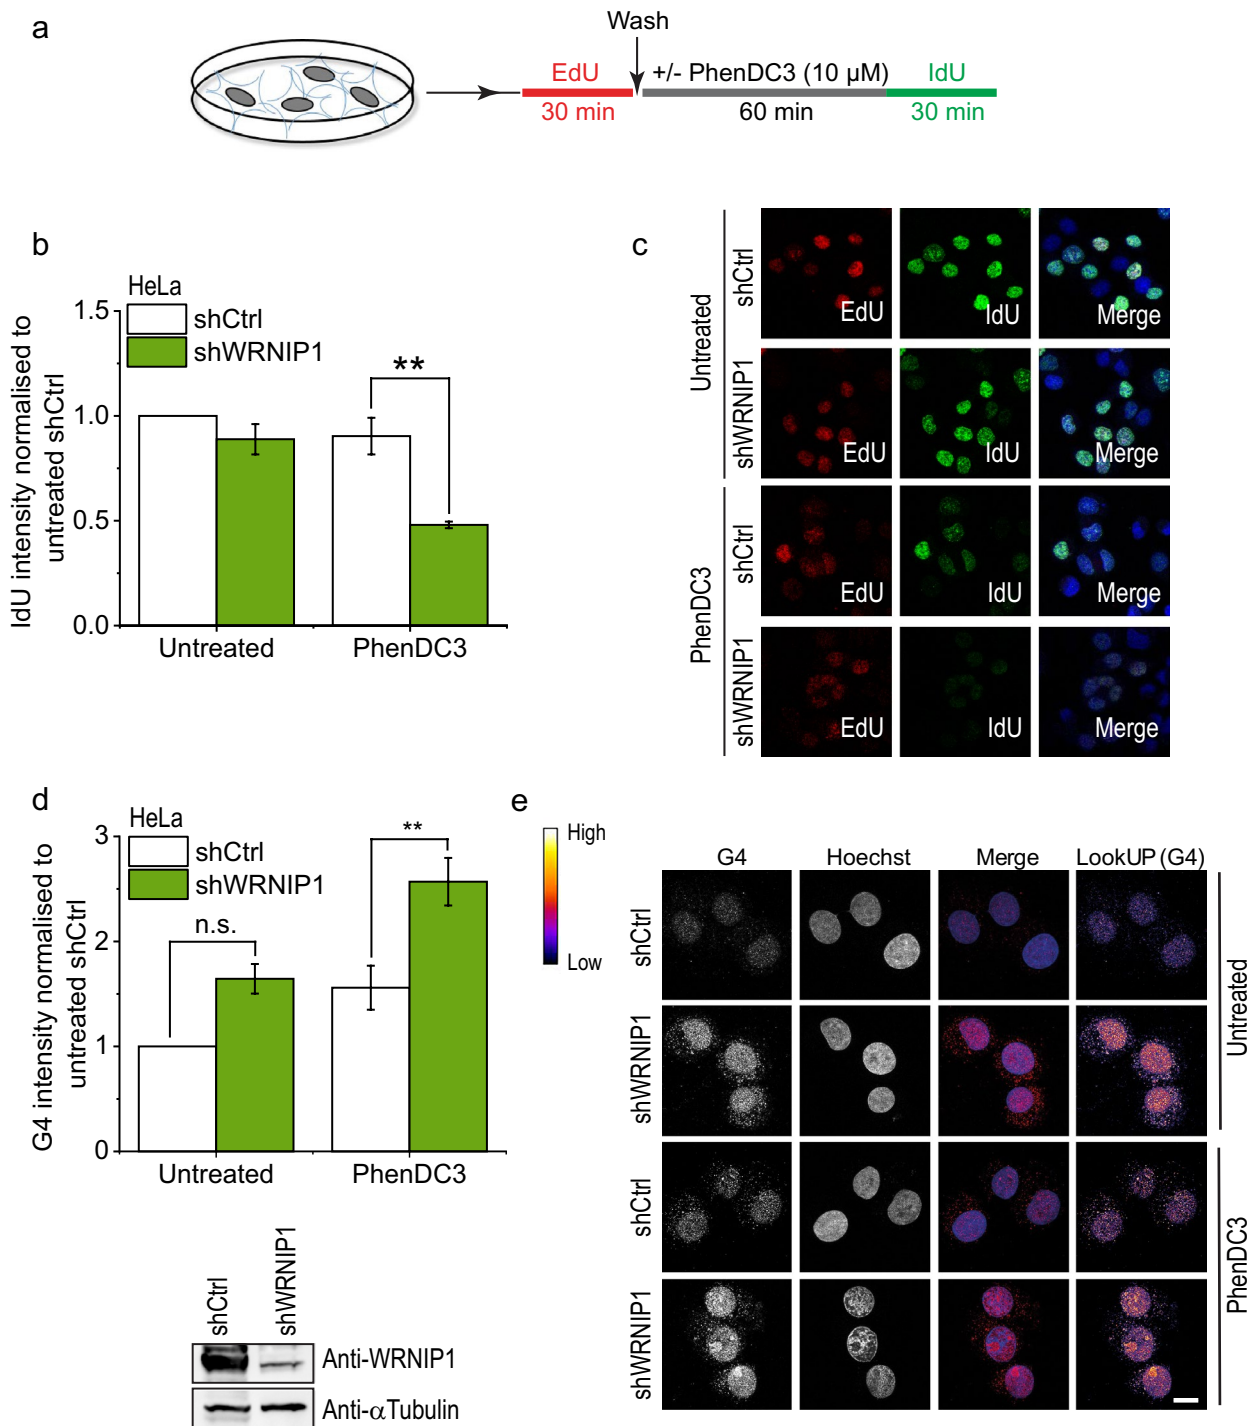 a
Wash
EdU
+/- PhenDC3 (10 µM)
IdU
30 min
60 min
30 min
b
HeLa
shCtrl
shWRNIP1
IdU intensity normalised to
untreated shCtrl
1.5
1.0
0.5
0.0
**
Untreated
PhenDC3
c
Untreated
PhenDC3
shCtrl
EdU
IdU
Merge
shWRNIP1
EdU
IdU
Merge
shCtrl
EdU
IdU
Merge
shWRNIP1
EdU
IdU
Merge
d
HeLa
shCtrl
shWRNIP1
G4 intensity normalised to
untreated shCtrl
3
2
1
0
n.s.
**
Untreated
PhenDC3
shCtrl
shWRNIP1
Anti-WRNIP1
Anti-αTubulin
e
High
Low
G4
Hoechst
Merge
LookUP (G4)
shCtrl
shWRNIP1
shCtrl
shWRNIP1
Untreated
PhenDC3